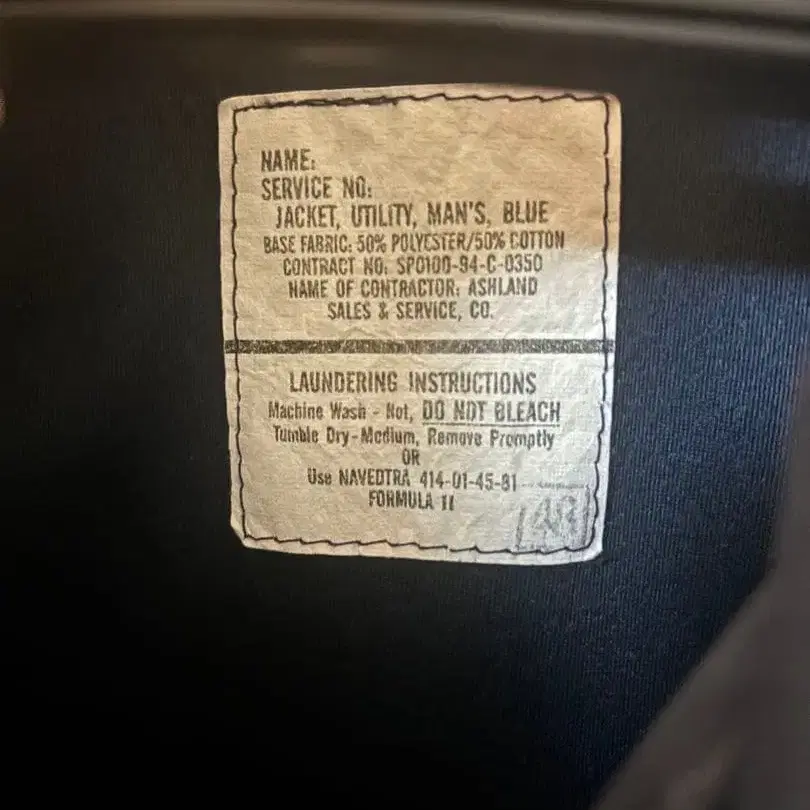 NAME:
SERVICE NO:
JACKET, UTILITY, MAN'S, BLUE
BASE FABRIC: 50% POLYESTER/50% COTTON
CONTRACT NO: SPO100-94-C-0350
NAME OF CONTRACTOR: ASHLAND
SALES & SERVICE, CO.
LAUNDERING INSTRUCTIONS
Machine Wash - Hot, DO NOT BLEACH
Tumble Dry-Medium, Remove Promptly
OR
Use NAVEDTRA 414-01-45-81
FORMULA II